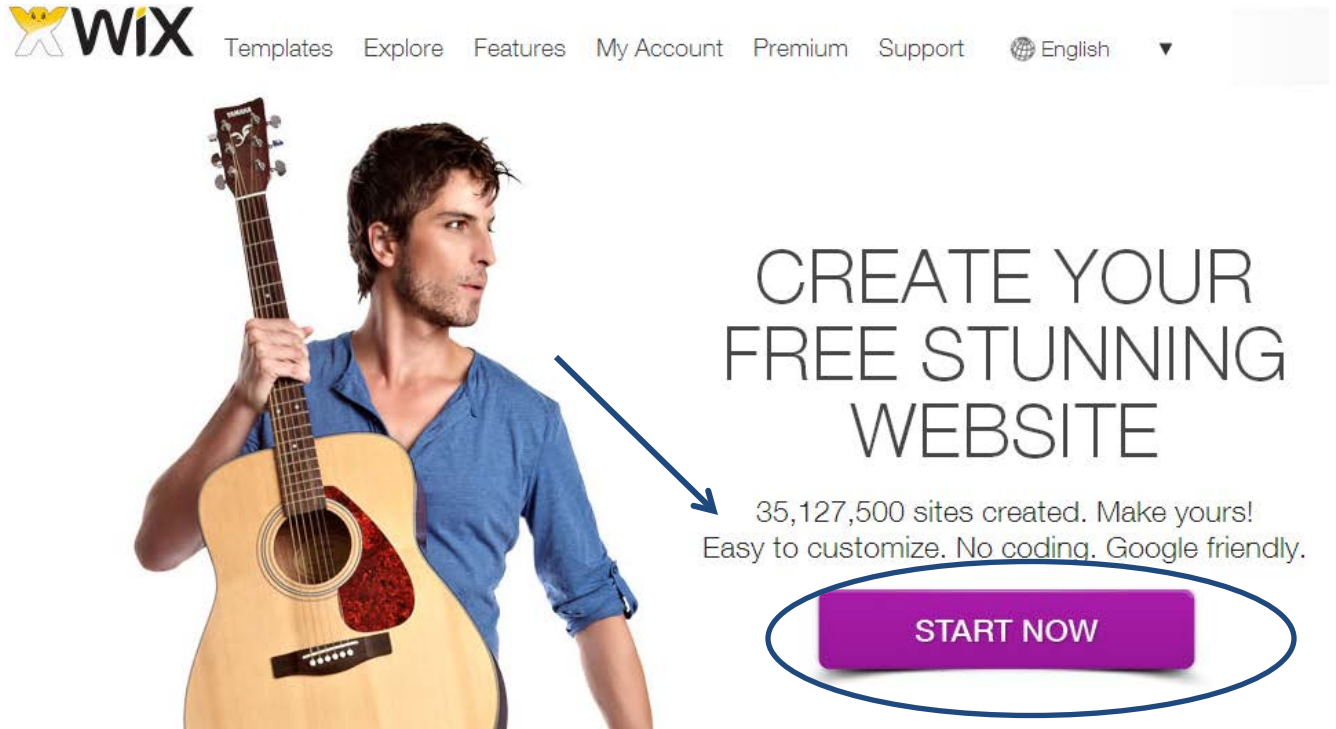 WiX Templates Explore Features My Account Premium Support English
YAMAHA
CREATE YOUR
FREE STUNNING
WEBSITE
35,127,500 sites created. Make yours!
Easy to customize. No coding. Google friendly.
START NOW